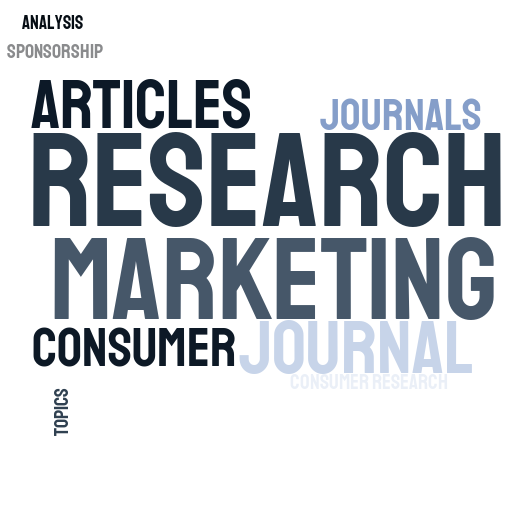 ANALYSIS
SPONSORSHIP
ARTICLES
JOURNALS
RESEARCH
MARKETING
CONSUMER
JOURNAL
CONSUMER RESEARCH
TOPICS